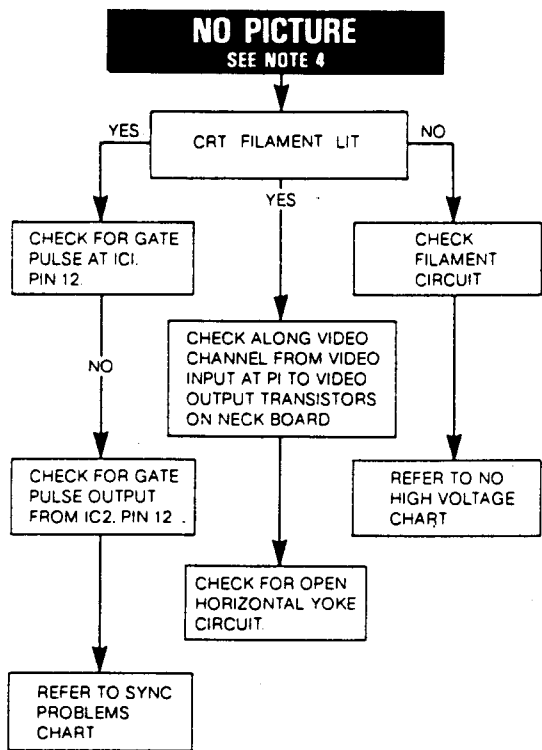 NO PICTURE
SEE NOTE 4
YES
CRT FILAMENT LIT
NO
YES
CHECK FOR GATE
PULSE AT IC1.
PIN 12.
CHECK
FILAMENT
CIRCUIT
NO
CHECK ALONG VIDEO
CHANNEL FROM VIDEO
INPUT AT P1 TO VIDEO
OUTPUT TRANSISTORS
ON NECK BOARD
CHECK FOR GATE
PULSE OUTPUT
FROM IC2. PIN 12.
REFER TO NO
HIGH VOLTAGE
CHART
CHECK FOR OPEN
HORIZONTAL YOKE
CIRCUIT.
REFER TO SYNC
PROBLEMS
CHART